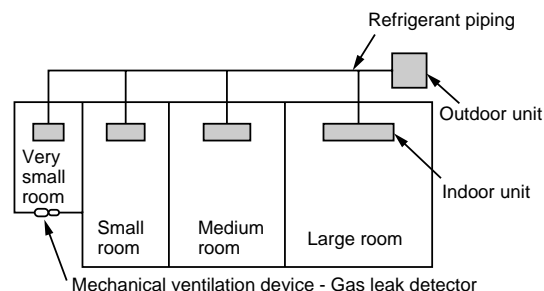 Refrigerant piping
Outdoor unit
Very
small
room
Indoor unit
Small
room
Medium
room
Large room
Mechanical ventilation device - Gas leak detector